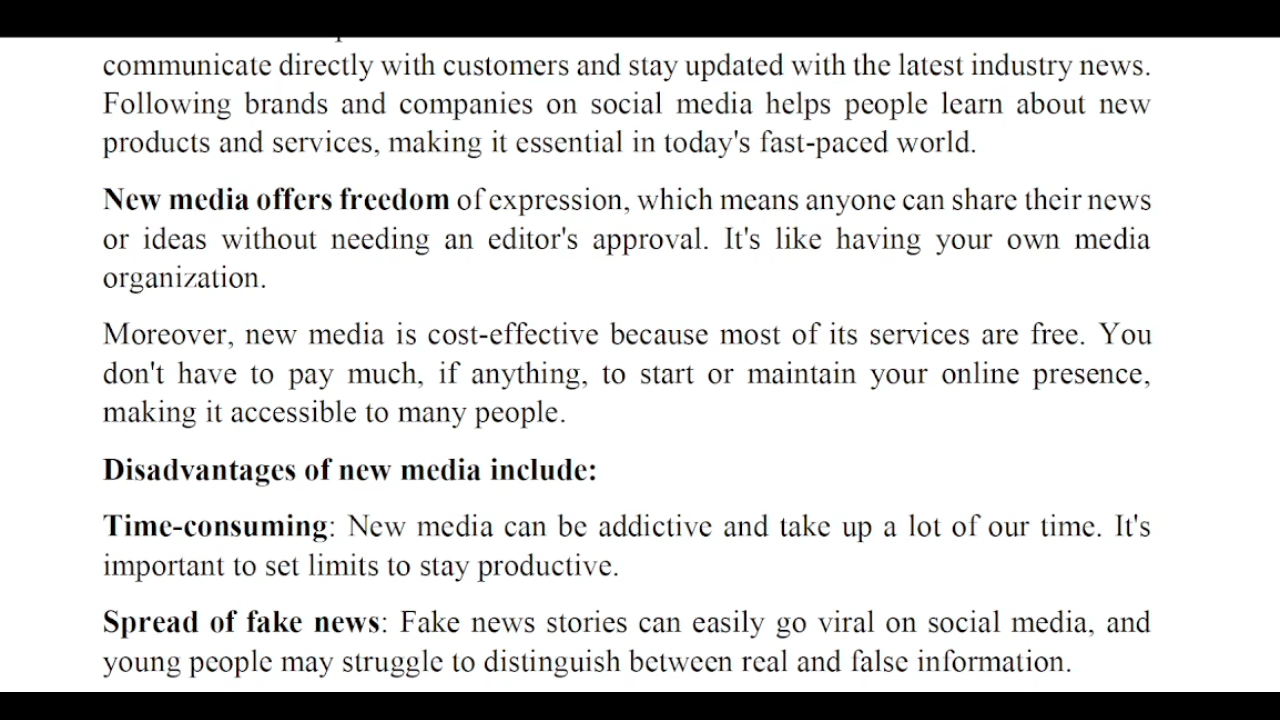 communicate directly with customers and stay updated with the latest industry news.
Following brands and companies on social media helps people learn about new
products and services, making it essential in today's fast-paced world.
New media offers freedom of expression, which means anyone can share their news
or ideas without needing an editor's approval. It's like having your own media
organization.
Moreover, new media is cost-effective because most of its services are free. You
don't have to pay much, if anything, to start or maintain your online presence,
making it accessible to many people.
Disadvantages of new media include:
Time-consuming: New media can be addictive and take up a lot of our time. It's
important to set limits to stay productive.
Spread of fake news: Fake news stories can easily go viral on social media, and
young people may struggle to distinguish between real and false information.